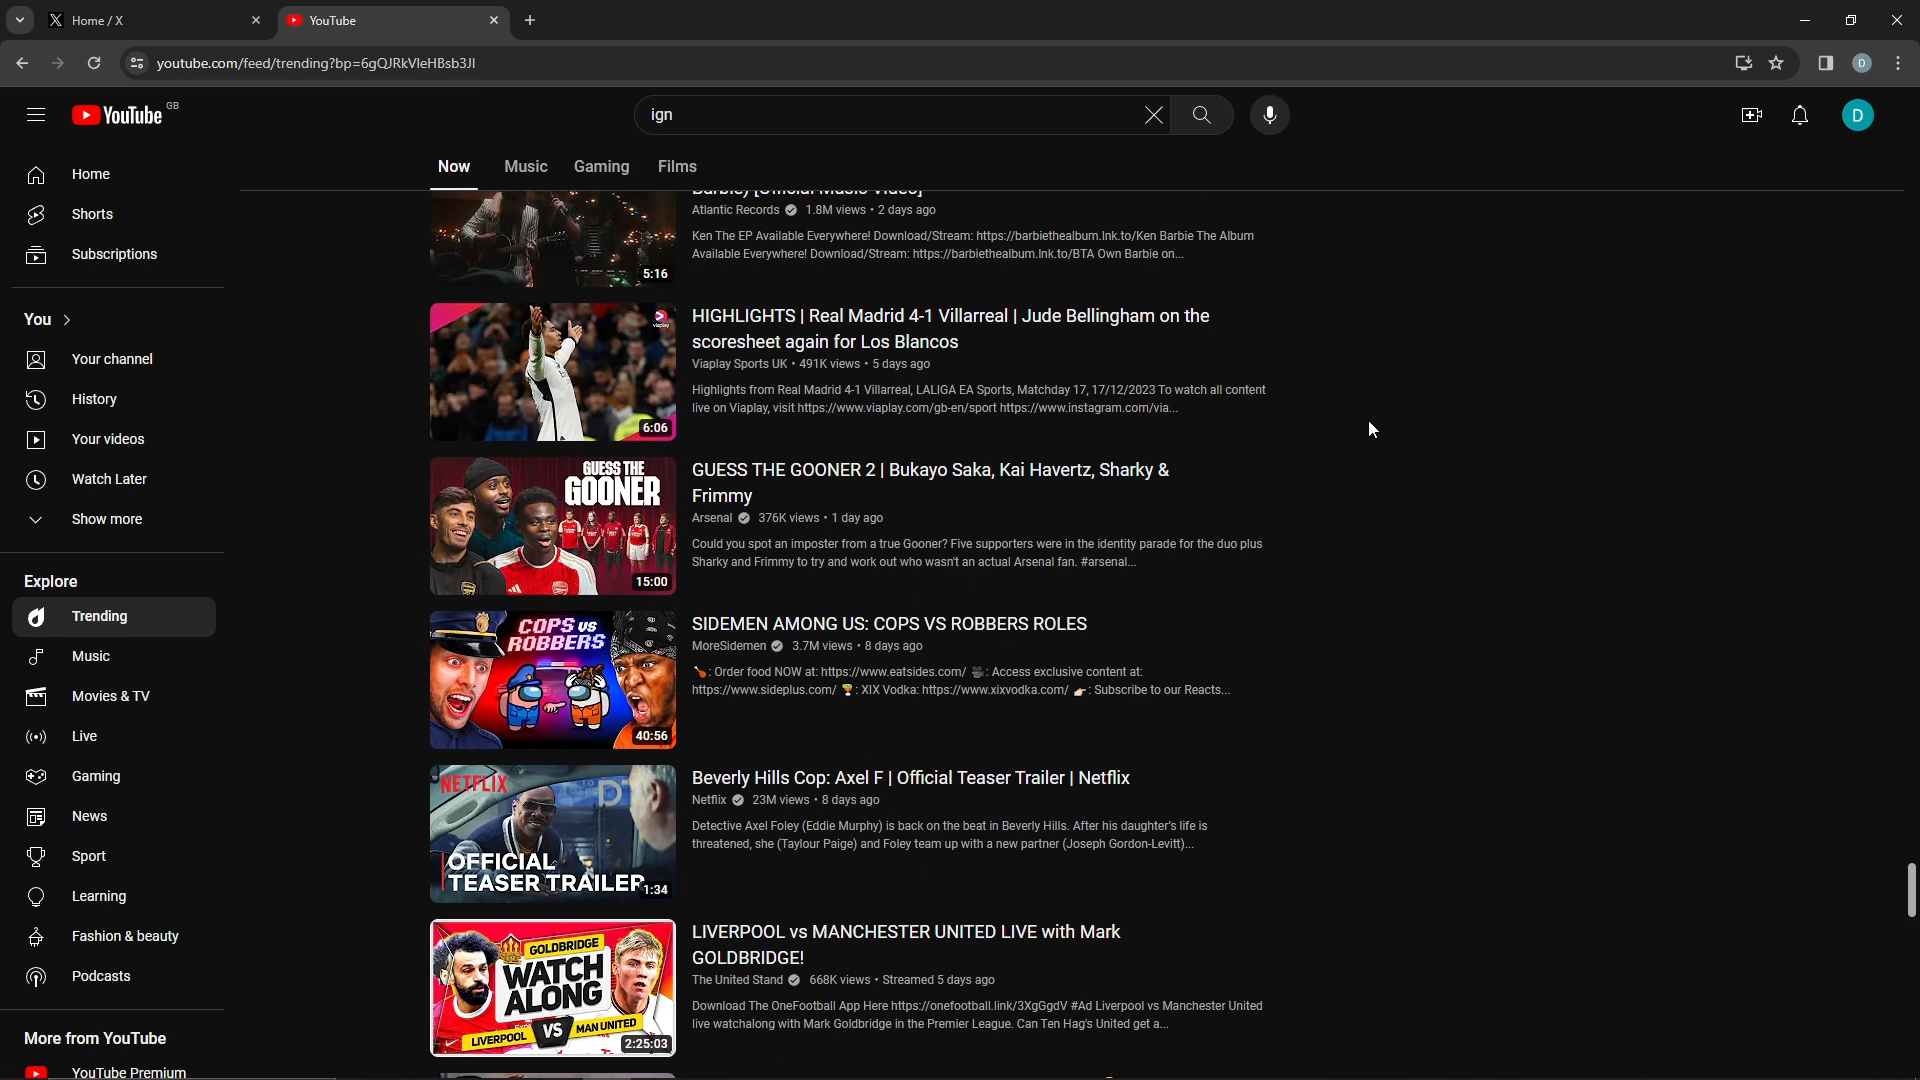 Home / X
YouTube
youtube.com/feed/trending?bp=6gQJRkVleHBsb3Jl
D
YouTube GB
ign
D
Now Music Gaming Films
Home
Shorts
Subscriptions
You
Your channel
History
Your videos
Watch Later
Show more
Explore
Trending
Music
Movies & TV
Live
Gaming
News
Sport
Learning
Fashion & beauty
Podcasts
More from YouTube
YouTube Premium
Barbie) [Official Music Video]
Atlantic Records 1.8M views • 2 days ago
Ken The EP Available Everywhere! Download/Stream: https://barbiethealbum.lnk.to/Ken Barbie The Album
Available Everywhere! Download/Stream: https://barbiethealbum.lnk.to/BTA Own Barbie on...
5:16
viaplay
6:06
HIGHLIGHTS | Real Madrid 4-1 Villarreal | Jude Bellingham on the
scoresheet again for Los Blancos
Viaplay Sports UK • 491K views • 5 days ago
Highlights from Real Madrid 4-1 Villarreal, LALIGA EA Sports, Matchday 17, 17/12/2023 To watch all content
live on Viaplay, visit https://www.viaplay.com/gb-en/sport https://www.instagram.com/via...
GUESS THE
GOONER
15:00
GUESS THE GOONER 2 | Bukayo Saka, Kai Havertz, Sharky &
Frimmy
Arsenal 376K views • 1 day ago
Could you spot an imposter from a true Gooner? Five supporters were in the identity parade for the duo plus
Sharky and Frimmy to try and work out who wasn't an actual Arsenal fan. #arsenal...
COPS VS
ROBBERS
40:56
SIDEMEN AMONG US: COPS VS ROBBERS ROLES
MoreSidemen 3.7M views • 8 days ago
🍗: Order food NOW at: https://www.eatsides.com/ 🎥: Access exclusive content at:
https://www.sideplus.com/ 🍹: XIX Vodka: https://www.xixvodka.com/ 👉🏻: Subscribe to our Reacts...
NETFLIX
OFFICIAL
TEASER TRAILER
1:34
Beverly Hills Cop: Axel F | Official Teaser Trailer | Netflix
Netflix 23M views • 8 days ago
Detective Axel Foley (Eddie Murphy) is back on the beat in Beverly Hills. After his daughter's life is
threatened, she (Taylour Paige) and Foley team up with a new partner (Joseph Gordon-Levitt)...
GOLDBRIDGE
WATCH
ALONG
LIVERPOOL VS MAN UNITED
2:25:03
LIVERPOOL vs MANCHESTER UNITED LIVE with Mark
GOLDBRIDGE!
The United Stand 668K views • Streamed 5 days ago
Download The OneFootball App Here https://onefootball.link/3XgGgdV #Ad Liverpool vs Manchester United
live watchalong with Mark Goldbridge in the Premier League. Can Ten Hag's United get a...